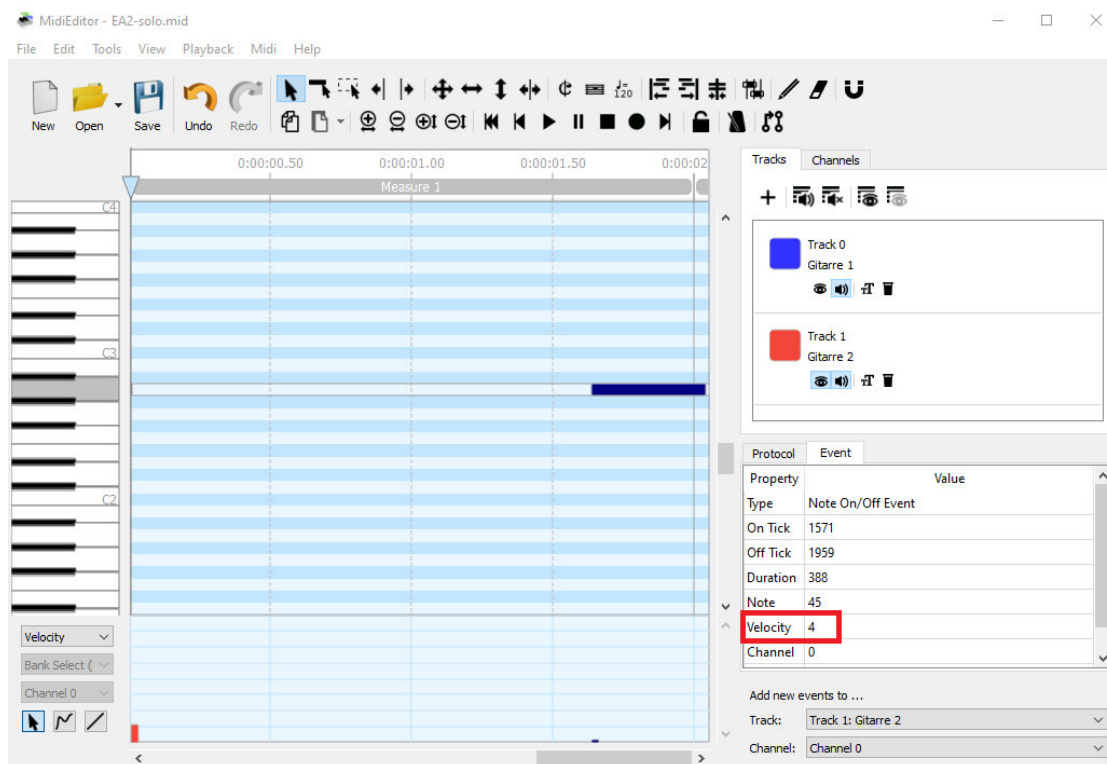 MidiEditor - EA2-solo.mid
File Edit Tools View Playback Midi Help
New Open Save Undo Redo
120
0:00:00.50 0:00:01.00 0:00:01.50 0:00:02
Measure 1
C4
C3
C2
Velocity
Bank Select (
Channel 0
Tracks Channels
Track 0
Gitarre 1
Track 1
Gitarre 2
Protocol Event
Property Value
Type Note On/Off Event
On Tick 1571
Off Tick 1959
Duration 388
Note 45
Velocity 4
Channel 0
Add new events to ...
Track: Track 1: Gitarre 2
Channel: Channel 0